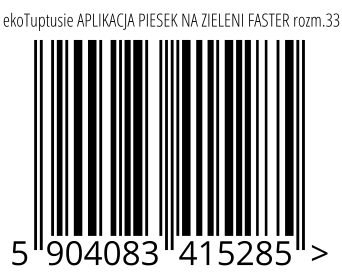 ekoTuptusie APLIKACJA PIESEK NA ZIELENI FASTER rozm.33
5 904083 415285 >